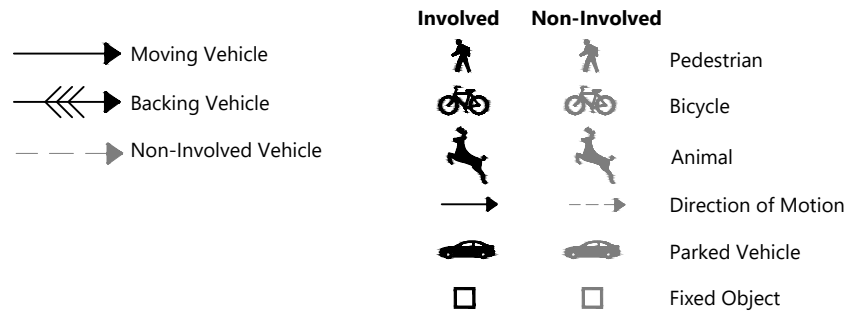 Involved Non-Involved
Moving Vehicle
Pedestrian
Backing Vehicle
Bicycle
Non-Involved Vehicle
Animal
Direction of Motion
Parked Vehicle
Fixed Object